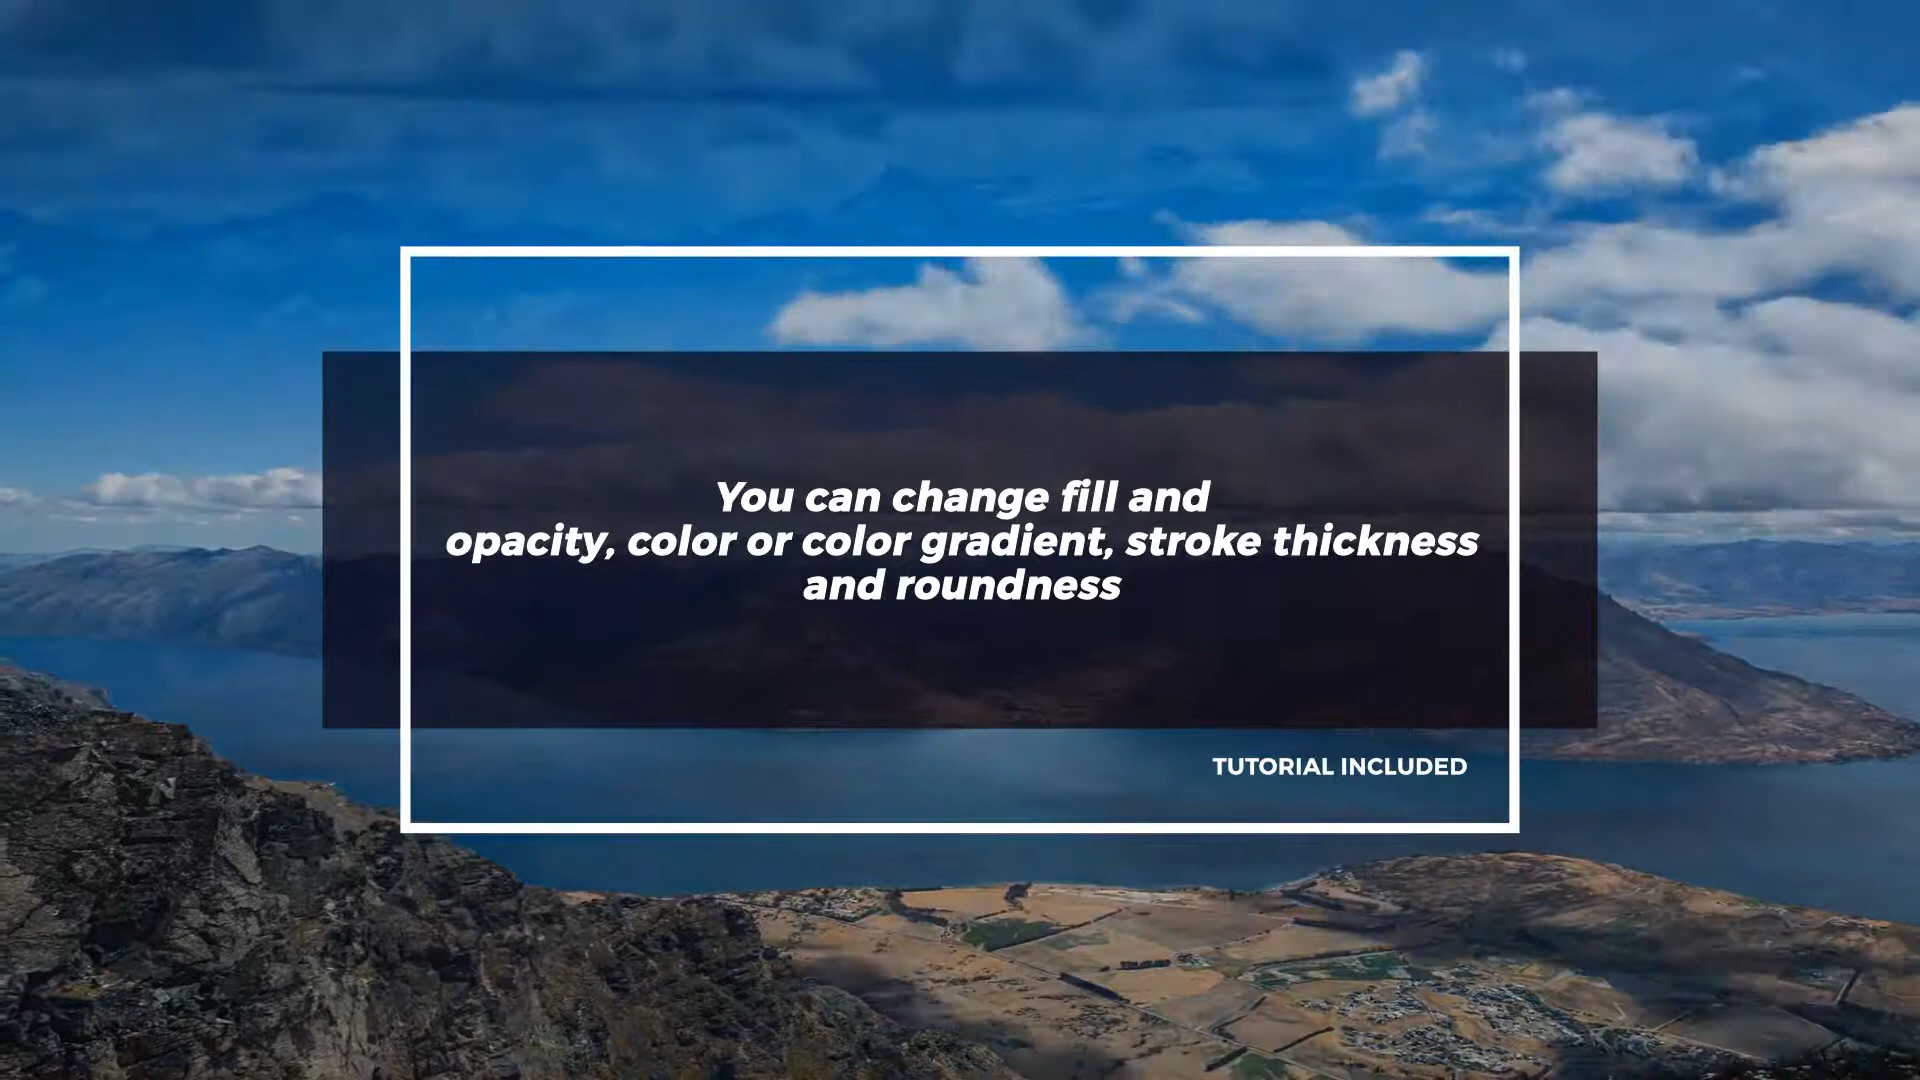 You can change fill and
opacity, color or color gradient, stroke thickness
and roundness
TUTORIAL INCLUDED